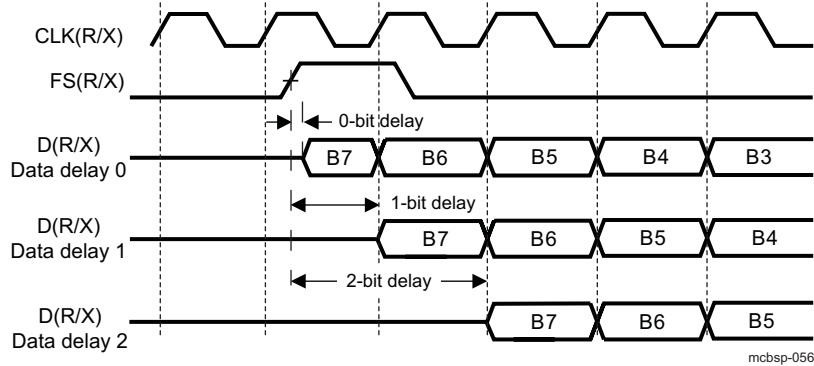 CLK(R/X)
FS(R/X)
0-bit delay
D(R/X)
Data delay 0
B7 B6 B5 B4 B3
1-bit delay
D(R/X)
Data delay 1
B7 B6 B5 B4
2-bit delay
D(R/X)
Data delay 2
B7 B6 B5
mcbsp-056